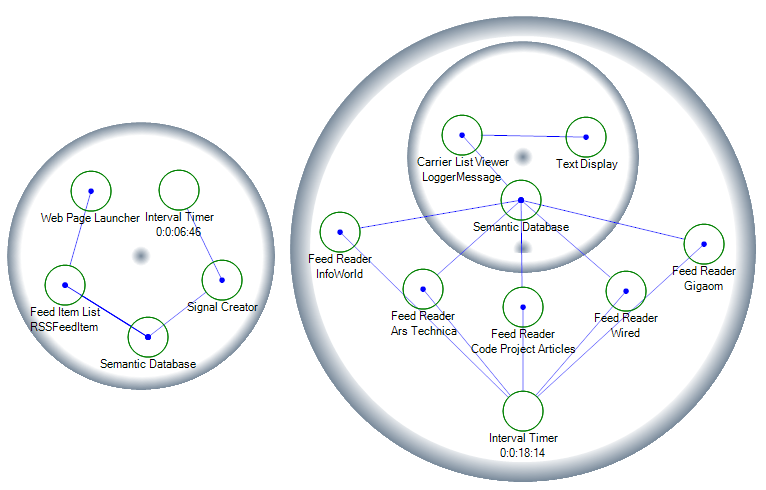 Web Page Launcher
Interval Timer
0:0:06:46
Feed Item List
RSSFeedItem
Signal Creator
Semantic Database
Carrier List Viewer
LoggerMessage
Text Display
Semantic Database
Feed Reader
InfoWorld
Feed Reader
Ars Technica
Feed Reader
Code Project Articles
Feed Reader
Wired
Feed Reader
Gigaom
Interval Timer
0:0:18:14